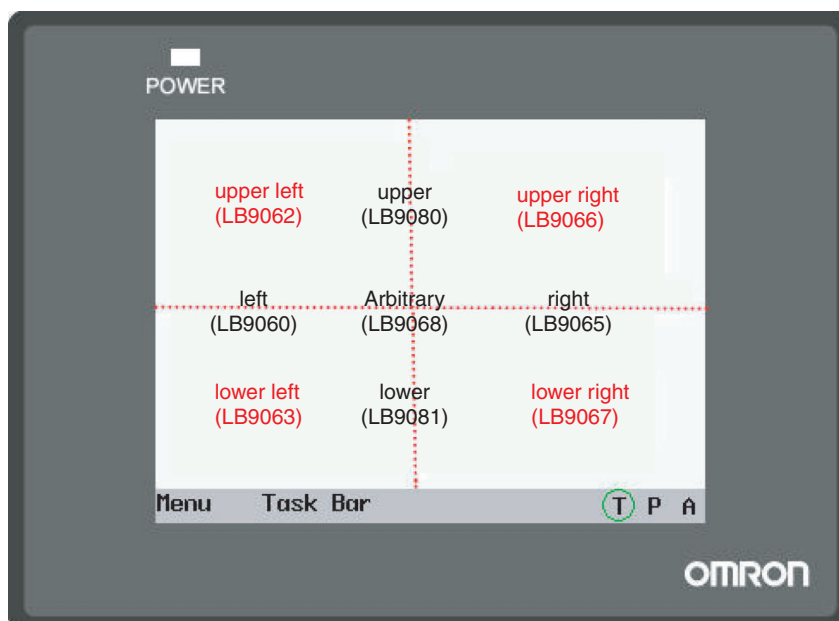 POWER
upper left
(LB9062)
upper
(LB9080)
upper right
(LB9066)
left
(LB9060)
Arbitrary
(LB9068)
right
(LB9065)
lower left
(LB9063)
lower
(LB9081)
lower right
(LB9067)
Menu
Task Bar
T P A
OMRON